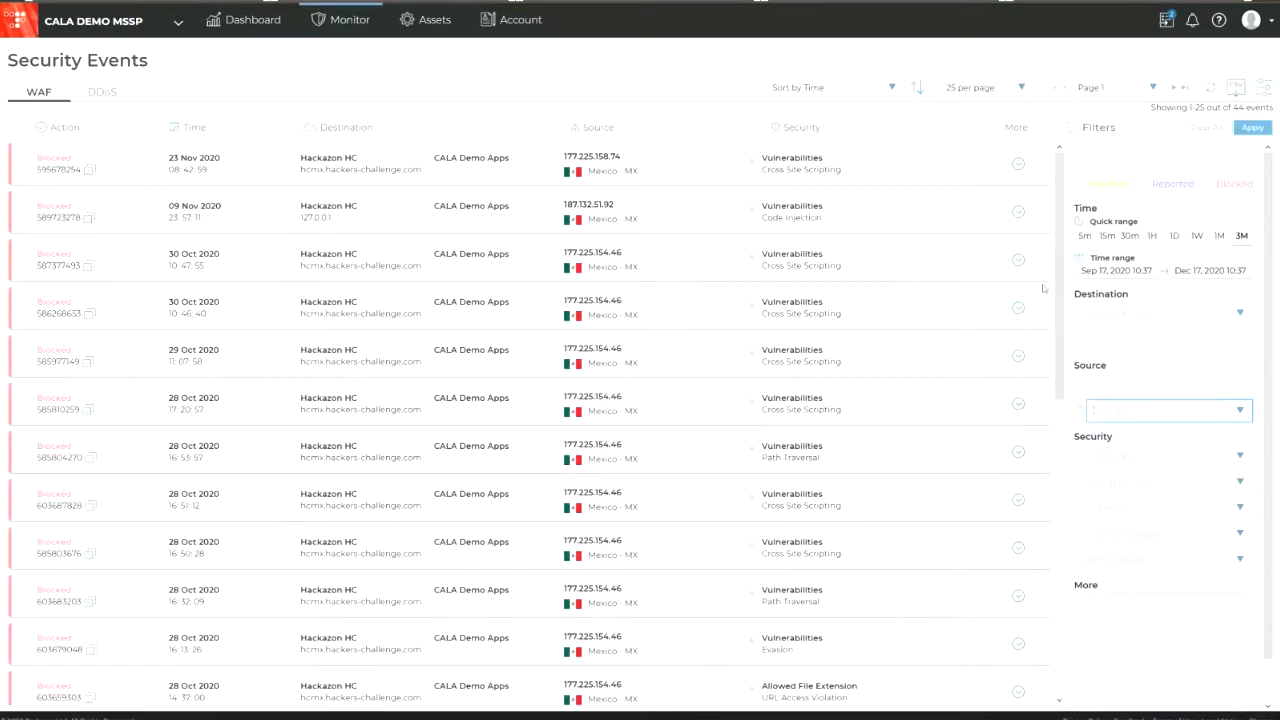 CALA DEMO MSSP
Dashboard
Monitor
Assets
Account
2
Security Events
WAF
DDoS
Sort by Time
25 per page
Page 1
CSV
Showing 1-25 out of 44 events
Action
Time
Destination
Source
Security
More
Filters
Clear All
Apply
Blocked 23 Nov 2020 Hackazon HC CALA Demo Apps 177.225.158.74 Vulnerabilities
595678254 08: 42: 59 hcmx.hackers-challenge.com Mexico - MX Cross Site Scripting
Blocked 09 Nov 2020 Hackazon HC CALA Demo Apps 187.132.51.92 Vulnerabilities
589723278 23: 57: 11 127.0.0.1 Mexico - MX Code Injection
Blocked 30 Oct 2020 Hackazon HC CALA Demo Apps 177.225.154.46 Vulnerabilities
587377493 10: 47: 55 hcmx.hackers-challenge.com Mexico - MX Cross Site Scripting
Blocked 30 Oct 2020 Hackazon HC CALA Demo Apps 177.225.154.46 Vulnerabilities
586268653 10: 46: 40 hcmx.hackers-challenge.com Mexico - MX Cross Site Scripting
Blocked 29 Oct 2020 Hackazon HC CALA Demo Apps 177.225.154.46 Vulnerabilities
585977149 11: 07: 58 hcmx.hackers-challenge.com Mexico - MX Cross Site Scripting
Blocked 28 Oct 2020 Hackazon HC CALA Demo Apps 177.225.154.46 Vulnerabilities
585810259 17: 20: 57 hcmx.hackers-challenge.com Mexico - MX Cross Site Scripting
Blocked 28 Oct 2020 Hackazon HC CALA Demo Apps 177.225.154.46 Vulnerabilities
585804270 16: 53: 57 hcmx.hackers-challenge.com Mexico - MX Path Traversal
Blocked 28 Oct 2020 Hackazon HC CALA Demo Apps 177.225.154.46 Vulnerabilities
603687828 16: 51: 12 hcmx.hackers-challenge.com Mexico - MX Cross Site Scripting
Blocked 28 Oct 2020 Hackazon HC CALA Demo Apps 177.225.154.46 Vulnerabilities
585803676 16: 50: 28 hcmx.hackers-challenge.com Mexico - MX Cross Site Scripting
Blocked 28 Oct 2020 Hackazon HC CALA Demo Apps 177.225.154.46 Vulnerabilities
603683203 16: 32: 09 hcmx.hackers-challenge.com Mexico - MX Path Traversal
Blocked 28 Oct 2020 Hackazon HC CALA Demo Apps 177.225.154.46 Vulnerabilities
603679048 16: 13: 26 hcmx.hackers-challenge.com Mexico - MX Evasion
Blocked 28 Oct 2020 Hackazon HC CALA Demo Apps 177.225.154.46 Allowed File Extension
603659303 14: 37: 00 hcmx.hackers-challenge.com Mexico - MX URL Access Violation
Reported
Blocked
Time
Quick range
5m 15m 30m 1H 1D 1W 1M 3M
Time range
Sep 17, 2020 10:37 → Dec 17, 2020 10:37
Destination
Source
Security
More